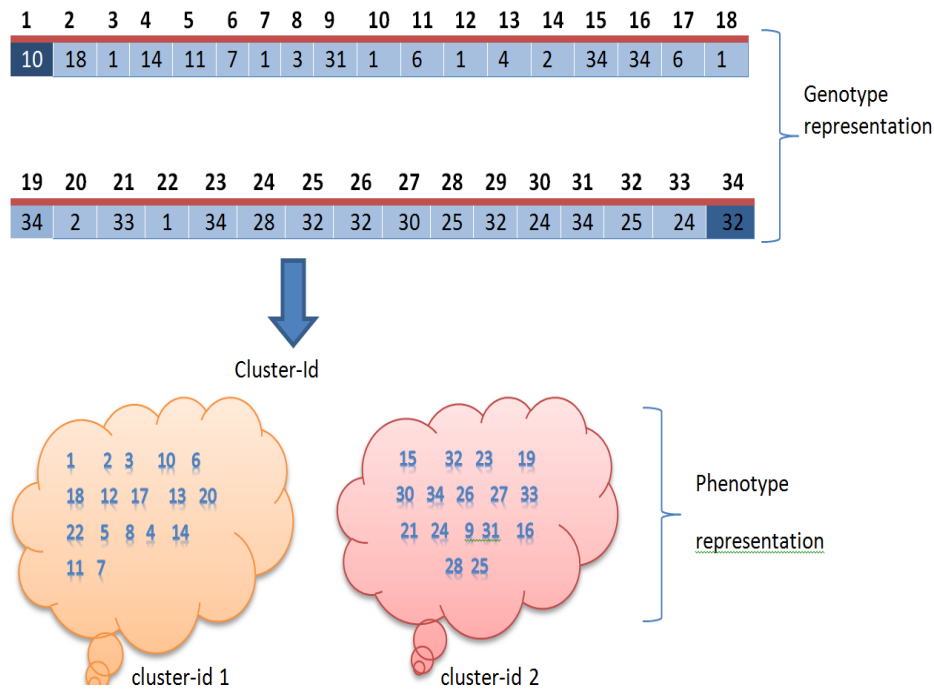 1 2 3 4 5 6 7 8 9 10 11 12 13 14 15 16 17 18
10 18 1 14 11 7 1 3 31 1 6 1 4 2 34 34 6 1
Genotype
representation
19 20 21 22 23 24 25 26 27 28 29 30 31 32 33 34
34 2 33 1 34 28 32 32 30 25 32 24 34 25 24 32
Cluster-Id
1 2 3 10 6
18 12 17 13 20
22 5 8 4 14
11 7
15 32 23 19
30 34 26 27 33
21 24 9 31 16
28 25
Phenotype
representation
cluster-id 1
cluster-id 2